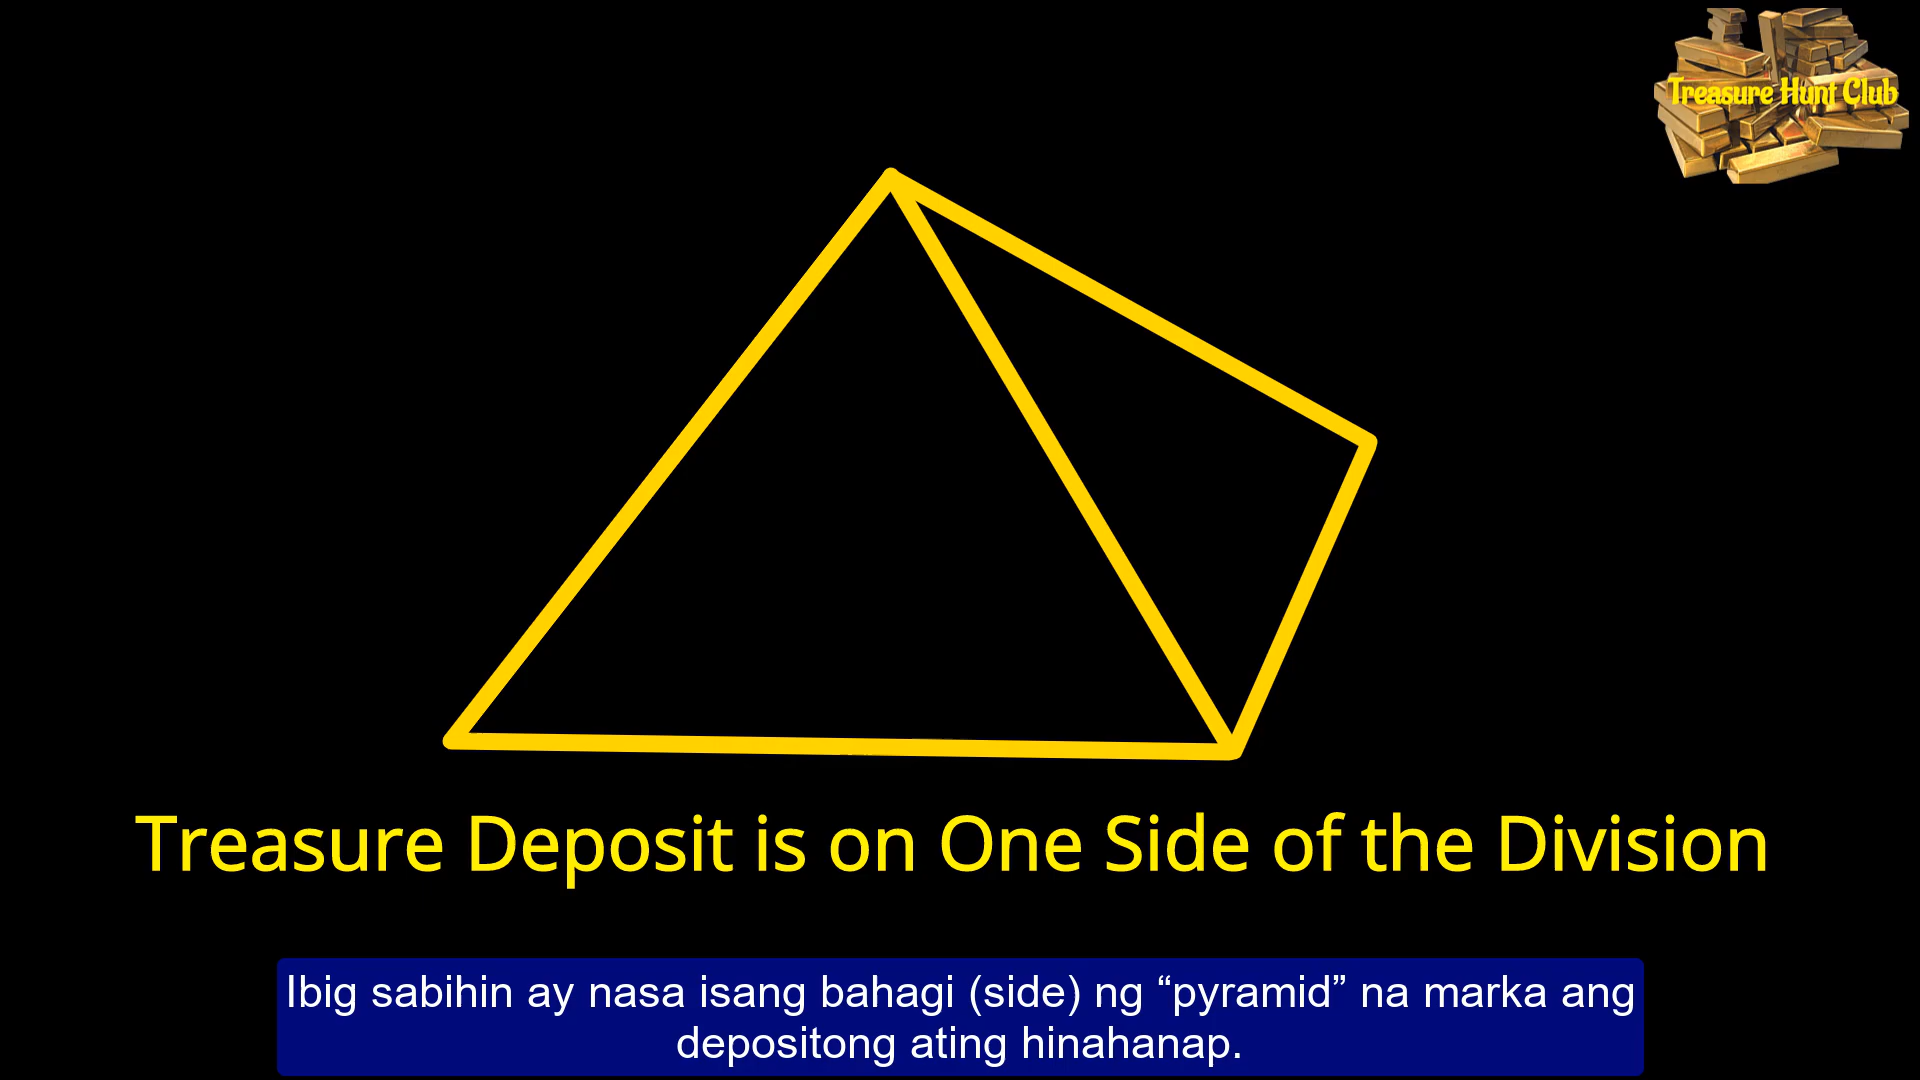 Treasure Hunt Club
Treasure Deposit is on One Side of the Division
Ibig sabihin ay nasa isang bahagi (side) ng “pyramid” na marka ang
depositong ating hinahanap.